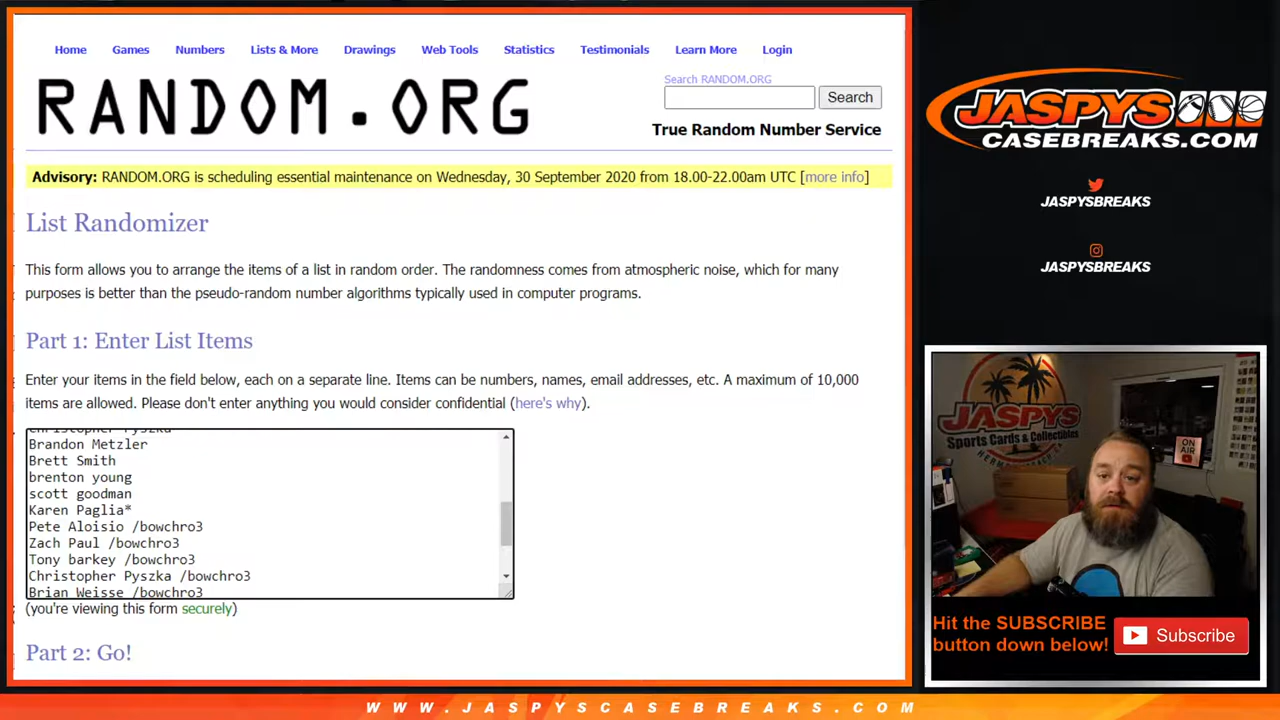 Home Games Numbers Lists & More Drawings Web Tools Statistics Testimonials Learn More Login
RANDOM.ORG
Search RANDOM.ORG
Search
True Random Number Service
Advisory: RANDOM.ORG is scheduling essential maintenance on Wednesday, 30 September 2020 from 18.00-22.00am UTC [more info]
List Randomizer
This form allows you to arrange the items of a list in random order. The randomness comes from atmospheric noise, which for many
purposes is better than the pseudo-random number algorithms typically used in computer programs.
Part 1: Enter List Items
Enter your items in the field below, each on a separate line. Items can be numbers, names, email addresses, etc. A maximum of 10,000
items are allowed. Please don't enter anything you would consider confidential (here's why).
Christopher Pyszka
Brandon Metzler
Brett Smith
brenton young
scott goodman
Karen Paglia*
Pete Aloisio /bowchro3
Zach Paul /bowchro3
Tony barkey /bowchro3
Christopher Pyszka /bowchro3
Brian Weisse /bowchro3
(you're viewing this form securely)
Part 2: Go!
JASPYS
CASEBREAKS.COM
JASPYSBREAKS
JASPYSBREAKS
JASPYS
Sports Cards & Collectibles
ON
AIR
Hit the SUBSCRIBE
button down below!
Subscribe
WWW.JASPYSCASEBREAKS.COM